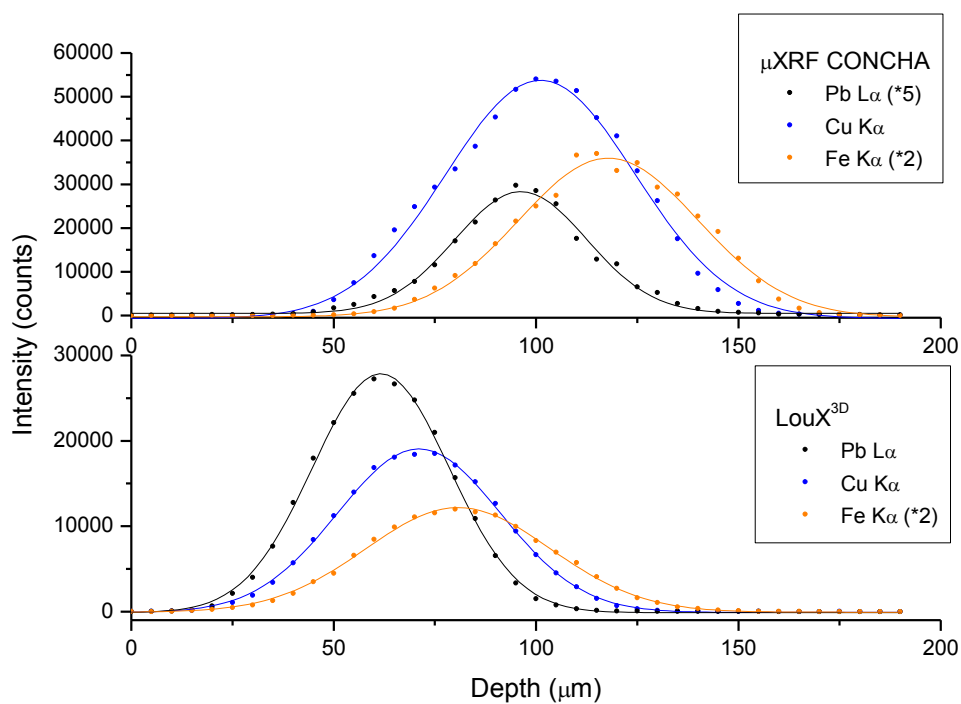 60000
50000
40000
30000
20000
10000
0
0
50
100
150
200
μXRF CONCHA
Pb Lα (*5)
Cu Kα
Fe Kα (*2)
Intensity (counts)
30000
20000
10000
0
0
50
100
150
200
LouX³ᴰ
Pb Lα
Cu Kα
Fe Kα (*2)
Depth (μm)